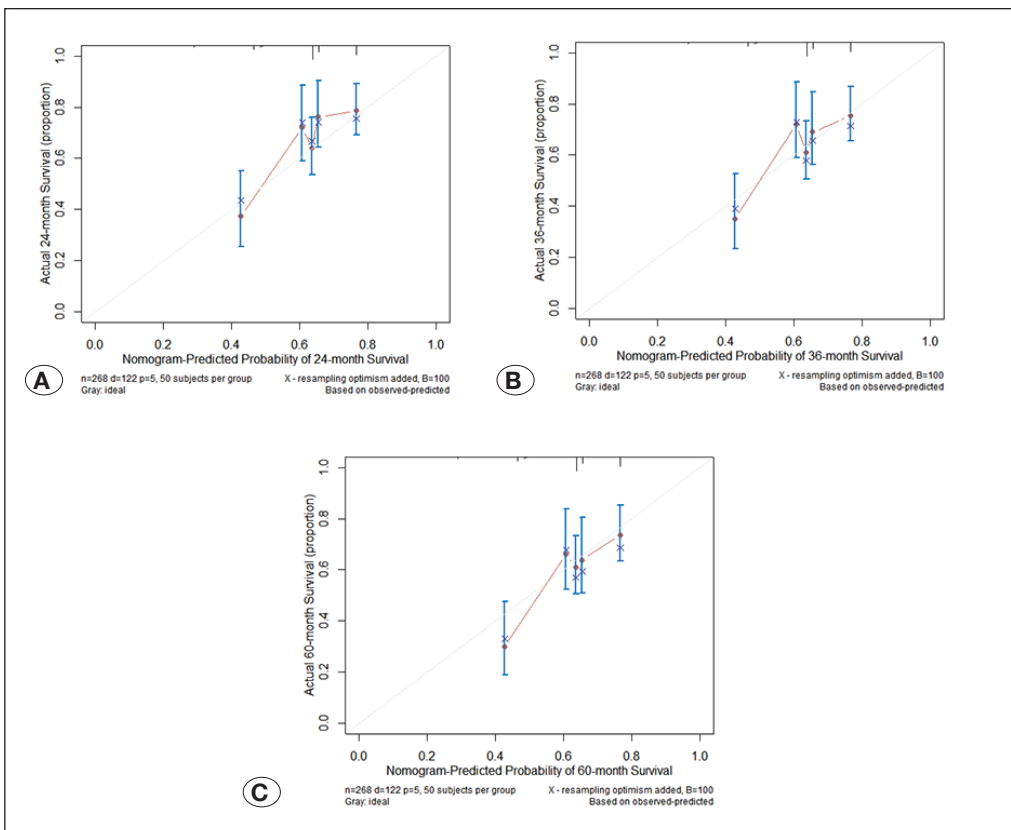 A
Actual 24-month Survival (proportion)
1.0
0.8
0.6
0.4
0.2
0.0
0.0 0.2 0.4 0.6 0.8 1.0
Nomogram-Predicted Probability of 24-month Survival
n=268 d=122 p=5, 50 subjects per group X - resampling optimism added, B=100
Gray: ideal Based on observed-predicted
B
Actual 36-month Survival (proportion)
1.0
0.8
0.6
0.4
0.2
0.0
0.0 0.2 0.4 0.6 0.8 1.0
Nomogram-Predicted Probability of 36-month Survival
n=268 d=122 p=5, 50 subjects per group X - resampling optimism added, B=100
Gray: ideal Based on observed-predicted
C
Actual 60-month Survival (proportion)
1.0
0.8
0.6
0.4
0.2
0.0
0.0 0.2 0.4 0.6 0.8 1.0
Nomogram-Predicted Probability of 60-month Survival
n=268 d=122 p=5, 50 subjects per group X - resampling optimism added, B=100
Gray: ideal Based on observed-predicted